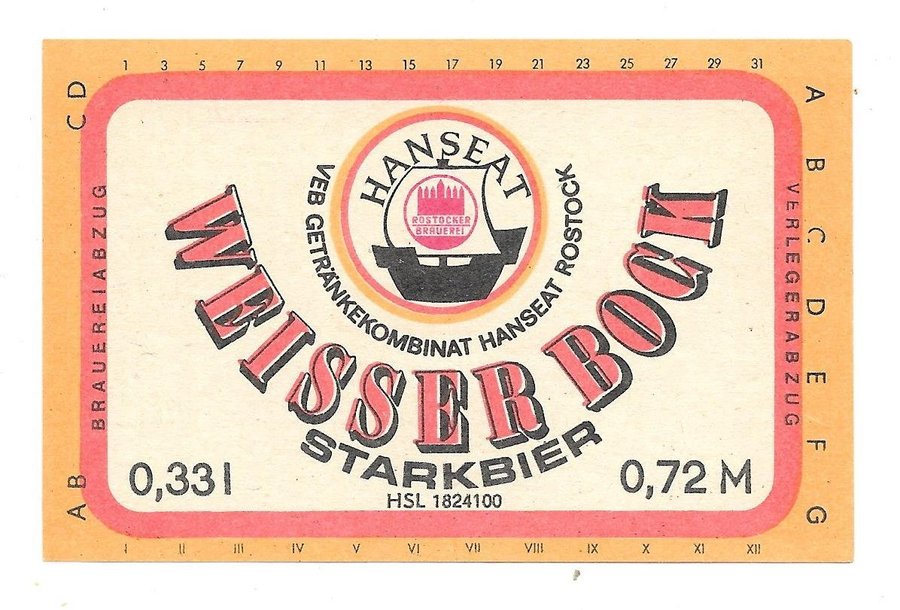 1 3 5 7 9 11 13 15 17 19 21 23 25 27 29 31
A B C D
BRAUEREIABZUG
HANSEAT
ROSTOCKER
BRAUEREI
VEB GETRÄNKEKOMBINAT HANSEAT ROSTOCK
WEISSER BOCK
STARKBIER
HSL 1824100
0,33 l
0,72 M
VERLEGERABZUG
A B C D E F G
I II III IV V VI VII VIII IX X XI XII